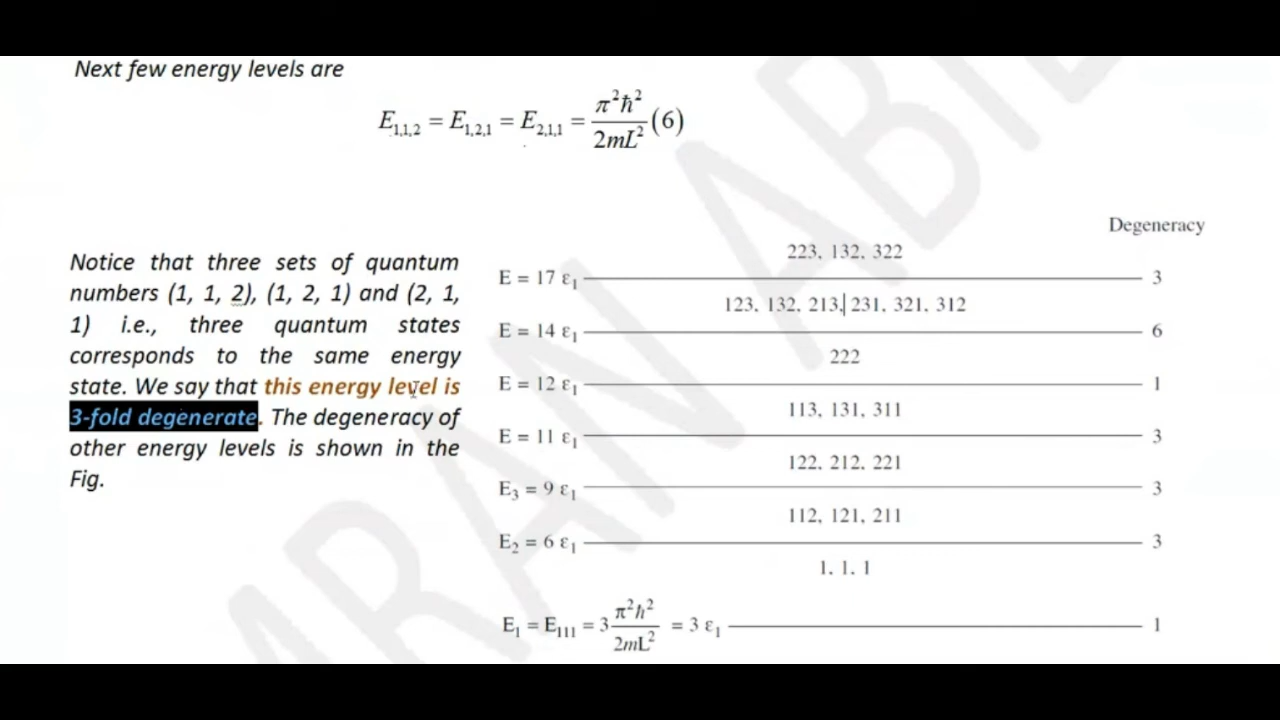 Next few energy levels are
E₁,₁,₂ = E₁,₂,₁ = E₂,₁,₁ = π²ħ²/2mL² (6)
Notice that three sets of quantum
numbers (1, 1, 2), (1, 2, 1) and (2, 1,
1) i.e., three quantum states
corresponds to the same energy
state. We say that this energy level is
3-fold degenerate. The degeneracy of
other energy levels is shown in the
Fig.
Degeneracy
223, 132, 322
E = 17 ε₁ 3
123, 132, 213, 231, 321, 312
E = 14 ε₁ 6
222
E = 12 ε₁ 1
113, 131, 311
E = 11 ε₁ 3
122, 212, 221
E₃ = 9 ε₁ 3
112, 121, 211
E₂ = 6 ε₁ 3
1, 1, 1
E₁ = E₁₁₁ = 3 π²ħ²/2mL² = 3 ε₁ 1